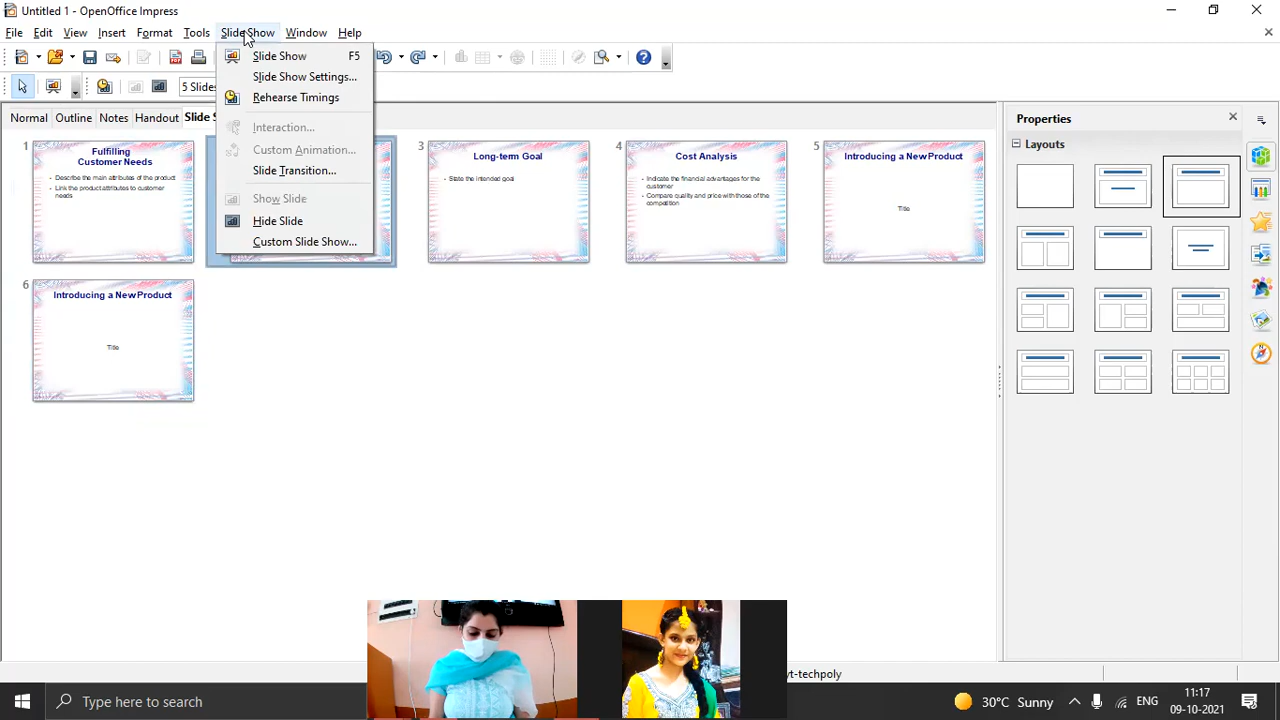 Untitled 1 - OpenOffice Impress
File Edit View Insert Format Tools Slide Show Window Help
5 Slides
Slide Show F5
Slide Show Settings...
Rehearse Timings
Interaction...
Custom Animation...
Slide Transition...
Show Slide
Hide Slide
Custom Slide Show...
Normal Outline Notes Handout Slide S
1
Fulfilling
Customer Needs
• Describe the main attributes of the product
• Link the product attributes to customer
needs
3
Long-term Goal
• State the intended goal
4
Cost Analysis
• Indicate the financial advantages for the
customer
• Compare quality and price with those of the
competition
5
Introducing a New Product
Title
6
Introducing a New Product
Title
Properties
Layouts
vt-techpoly
Type here to search
30°C Sunny
ENG
11:17
09-10-2021